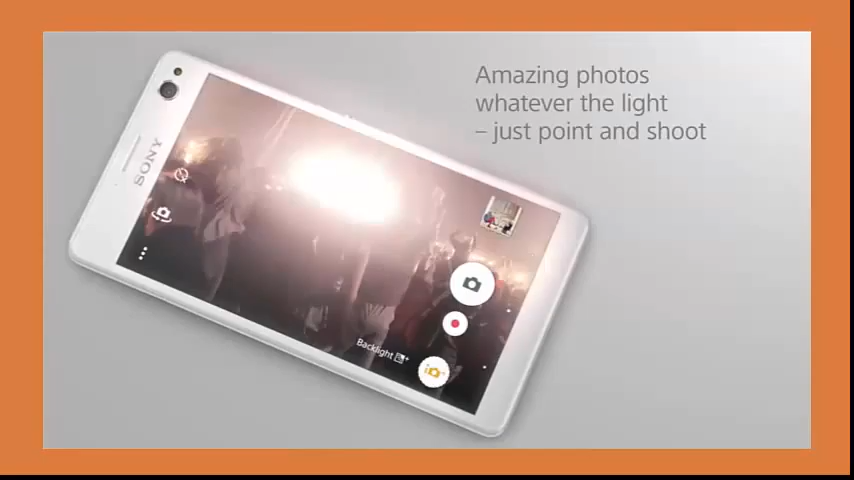 Amazing photos
whatever the light
– just point and shoot
SONY
Backlight